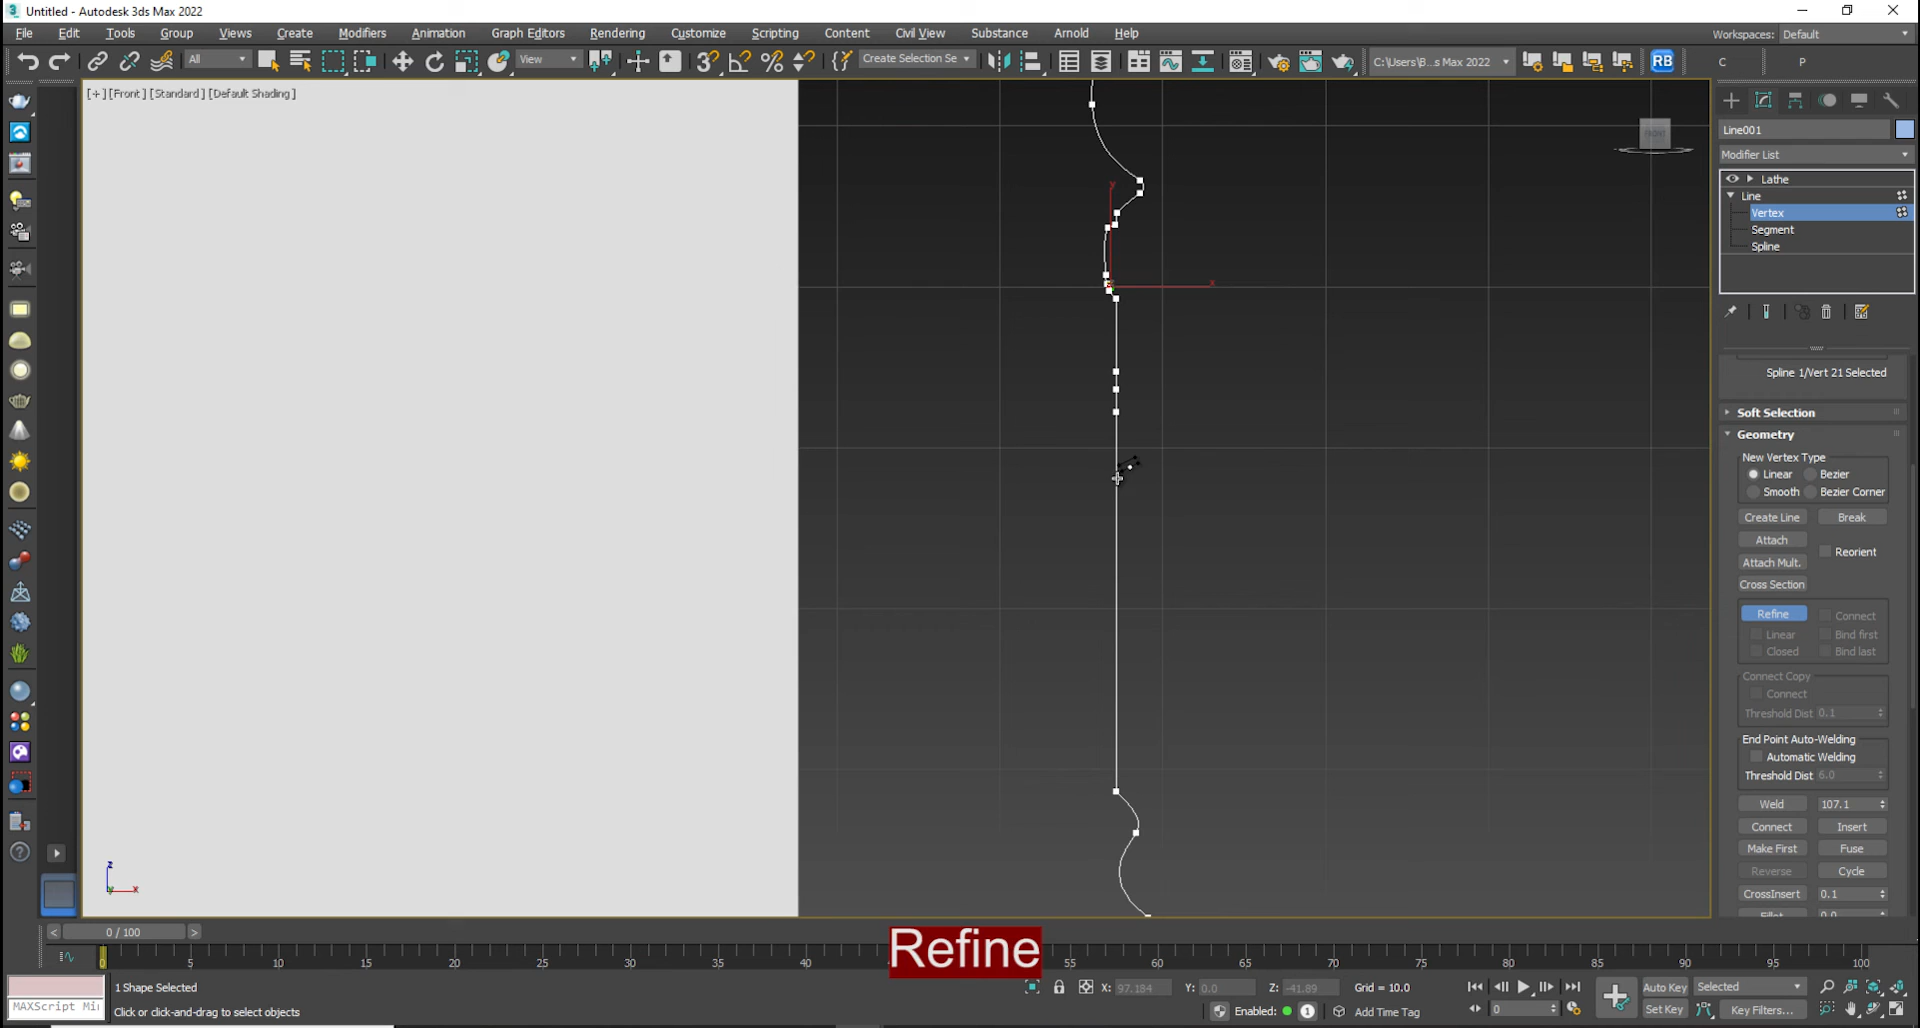 Untitled - Autodesk 3ds Max 2022
File Edit Tools Group Views Create Modifiers Animation Graph Editors Rendering Customize Scripting Content Civil View Substance Arnold Help
Workspaces: Default
All
View
Create Selection Se
C:\Users\B...s Max 2022
RB
C
P
[+] [Front] [Standard] [Default Shading]
FRONT
y
x
z
x
Line001
Modifier List
Lathe
Line
Vertex
Segment
Spline
Spline 1/Vert 21 Selected
Soft Selection
Geometry
New Vertex Type
Linear Bezier
Smooth Bezier Corner
Create Line Break
Attach
Reorient
Attach Mult.
Cross Section
Refine Connect
Linear Bind first
Closed Bind last
Connect Copy
Connect
Threshold Dist 0.1
End Point Auto-Welding
Automatic Welding
Threshold Dist 6.0
Weld 107.1
Connect Insert
Make First Fuse
Reverse Cycle
CrossInsert 0.1
Fillet 0.0
< 0 / 100 >
Refine
0 5 10 15 20 25 30 35 40 55 60 65 70 75 80 85 90 95 100
1 Shape Selected
X: 97.184 Y: 0.0 Z: -41.89 Grid = 10.0
Auto Key Selected
MAXScript Mi
Click or click-and-drag to select objects
Enabled: 1 Add Time Tag
0
Set Key Key Filters...